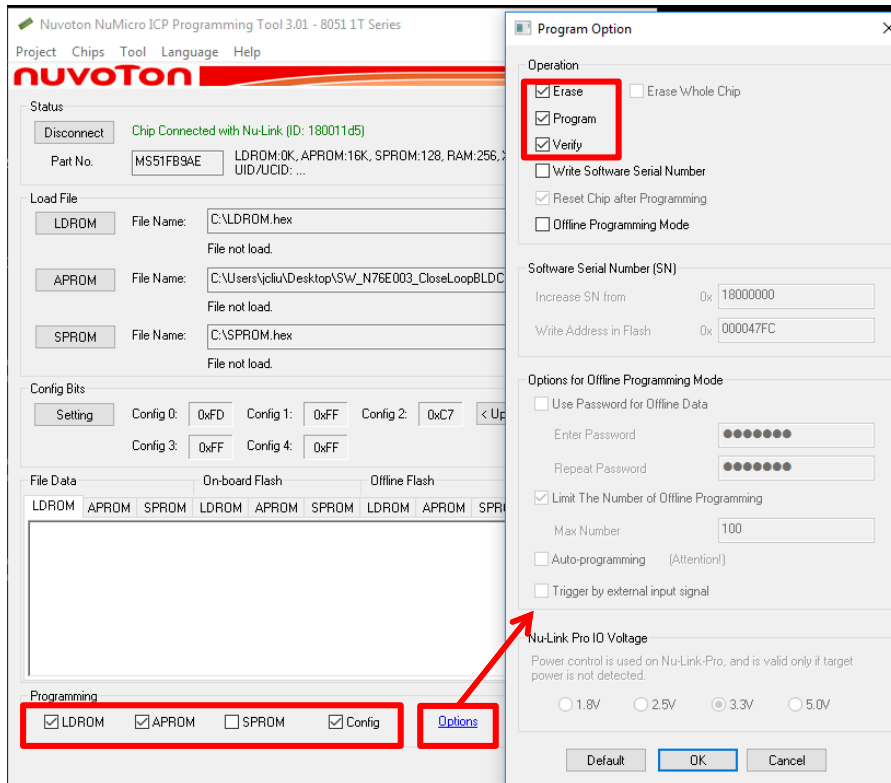 Nuvoton NuMicro ICP Programming Tool 3.01 - 8051 1T Series
Project Chips Tool Language Help
nuvoTon
Status
Disconnect Chip Connected with Nu-Link (ID: 180011d5)
Part No. MS51FB9AE LDROM:0K, APROM:16K, SPROM:128, RAM:256,
UID/UCID: ...
Load File
LDROM File Name: C:\LDROM.hex
File not load.
APROM File Name: C:\Users\jcliu\Desktop\SW_N76E003_CloseLoopBLDC
File not load.
SPROM File Name: C:\SPROM.hex
File not load.
Config Bits
Setting Config 0: 0xFD Config 1: 0xFF Config 2: 0xC7 < Up
Config 3: 0xFF Config 4: 0xFF
File Data On-board Flash Offline Flash
LDROM APROM SPROM LDROM APROM SPROM LDROM APROM SPR
Programming
LDROM APROM SPROM Config Options
Program Option
Operation
Erase Erase Whole Chip
Program
Verify
Write Software Serial Number
Reset Chip after Programming
Offline Programming Mode
Software Serial Number (SN)
Increase SN from 0x 18000000
Write Address in Flash 0x 000047FC
Options for Offline Programming Mode
Use Password for Offline Data
Enter Password ●●●●●●●
Repeat Password ●●●●●●●
Limit The Number of Offline Programming
Max Number 100
Auto-programming (Attention!)
Trigger by external input signal
Nu-Link Pro IO Voltage
Power control is used on Nu-Link-Pro, and is valid only if target
power is not detected.
1.8V 2.5V 3.3V 5.0V
Default OK Cancel